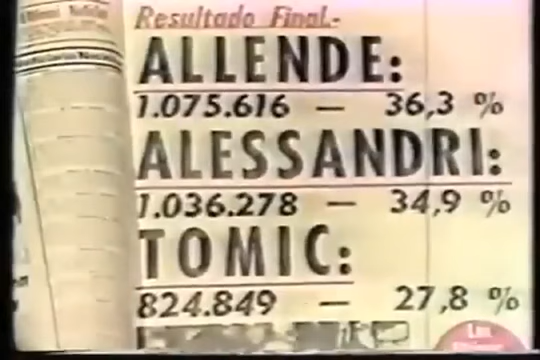 Resultado Final.-
ALLENDE:
1.075.616 — 36,3 %
ALESSANDRI:
1.036.278 — 34,9 %
TOMIC:
824.849 — 27,8 %